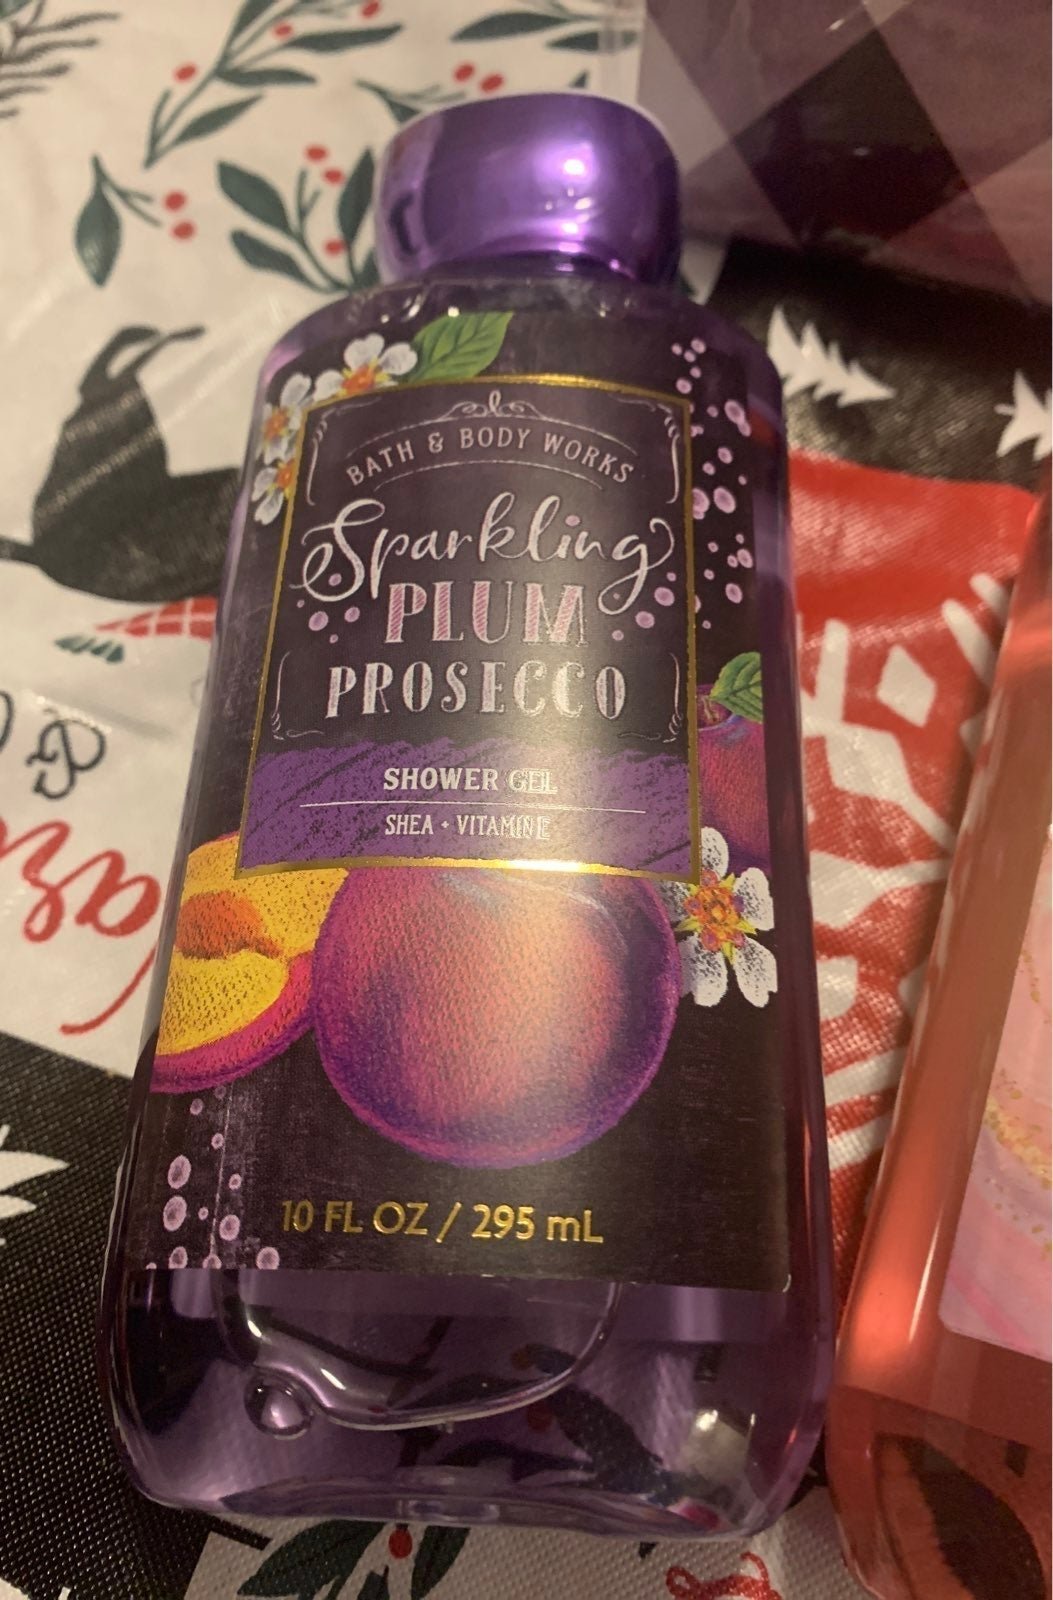 BATH & BODY WORKS
Sparkling
PLUM
PROSECCO
SHOWER GEL
SHEA + VITAMIN E
10 FL OZ / 295 mL